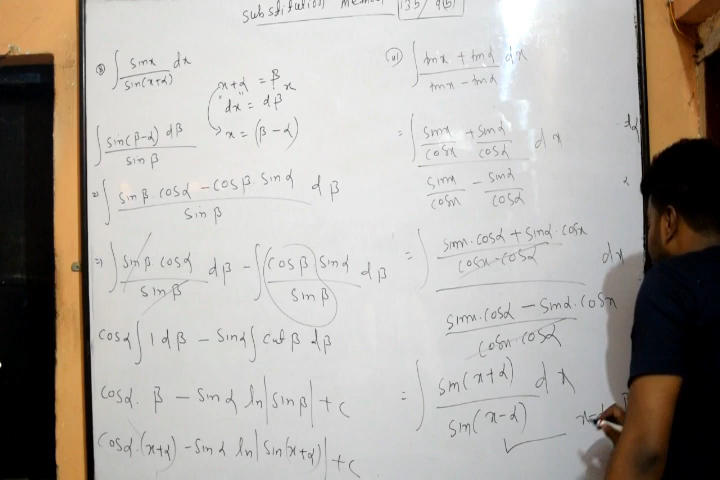 Substitution Method 135/9(b)
③ ∫ sinx / sin(x+α) dx
x+α = β
dx = dβ
x = (β-α)
∫ sin(β-α) dβ / sinβ
= ∫ sinβ. cosα - cosβ. sinα / sinβ dβ
⇒ ∫ sinβ cosα / sinβ dβ - ∫ cosβ sinα / sinβ dβ
cosα ∫ 1 dβ - sinα ∫ cotβ dβ
cosα. β - sinα ln|sinβ| + c
cosα.(x+α) - sinα ln|sin(x+α)| + c
∫ tanx + tanα / tanx - tanα dx
= ∫ sinx/cosx + sinα/cosα / sinx/cosx - sinα/cosα dx
= ∫ sinx.cosα + sinα.cosx / cosx.cosα / sinx.cosα - sinα.cosx / cosx.cosα dx
= ∫ sin(x+α) / sin(x-α) dx